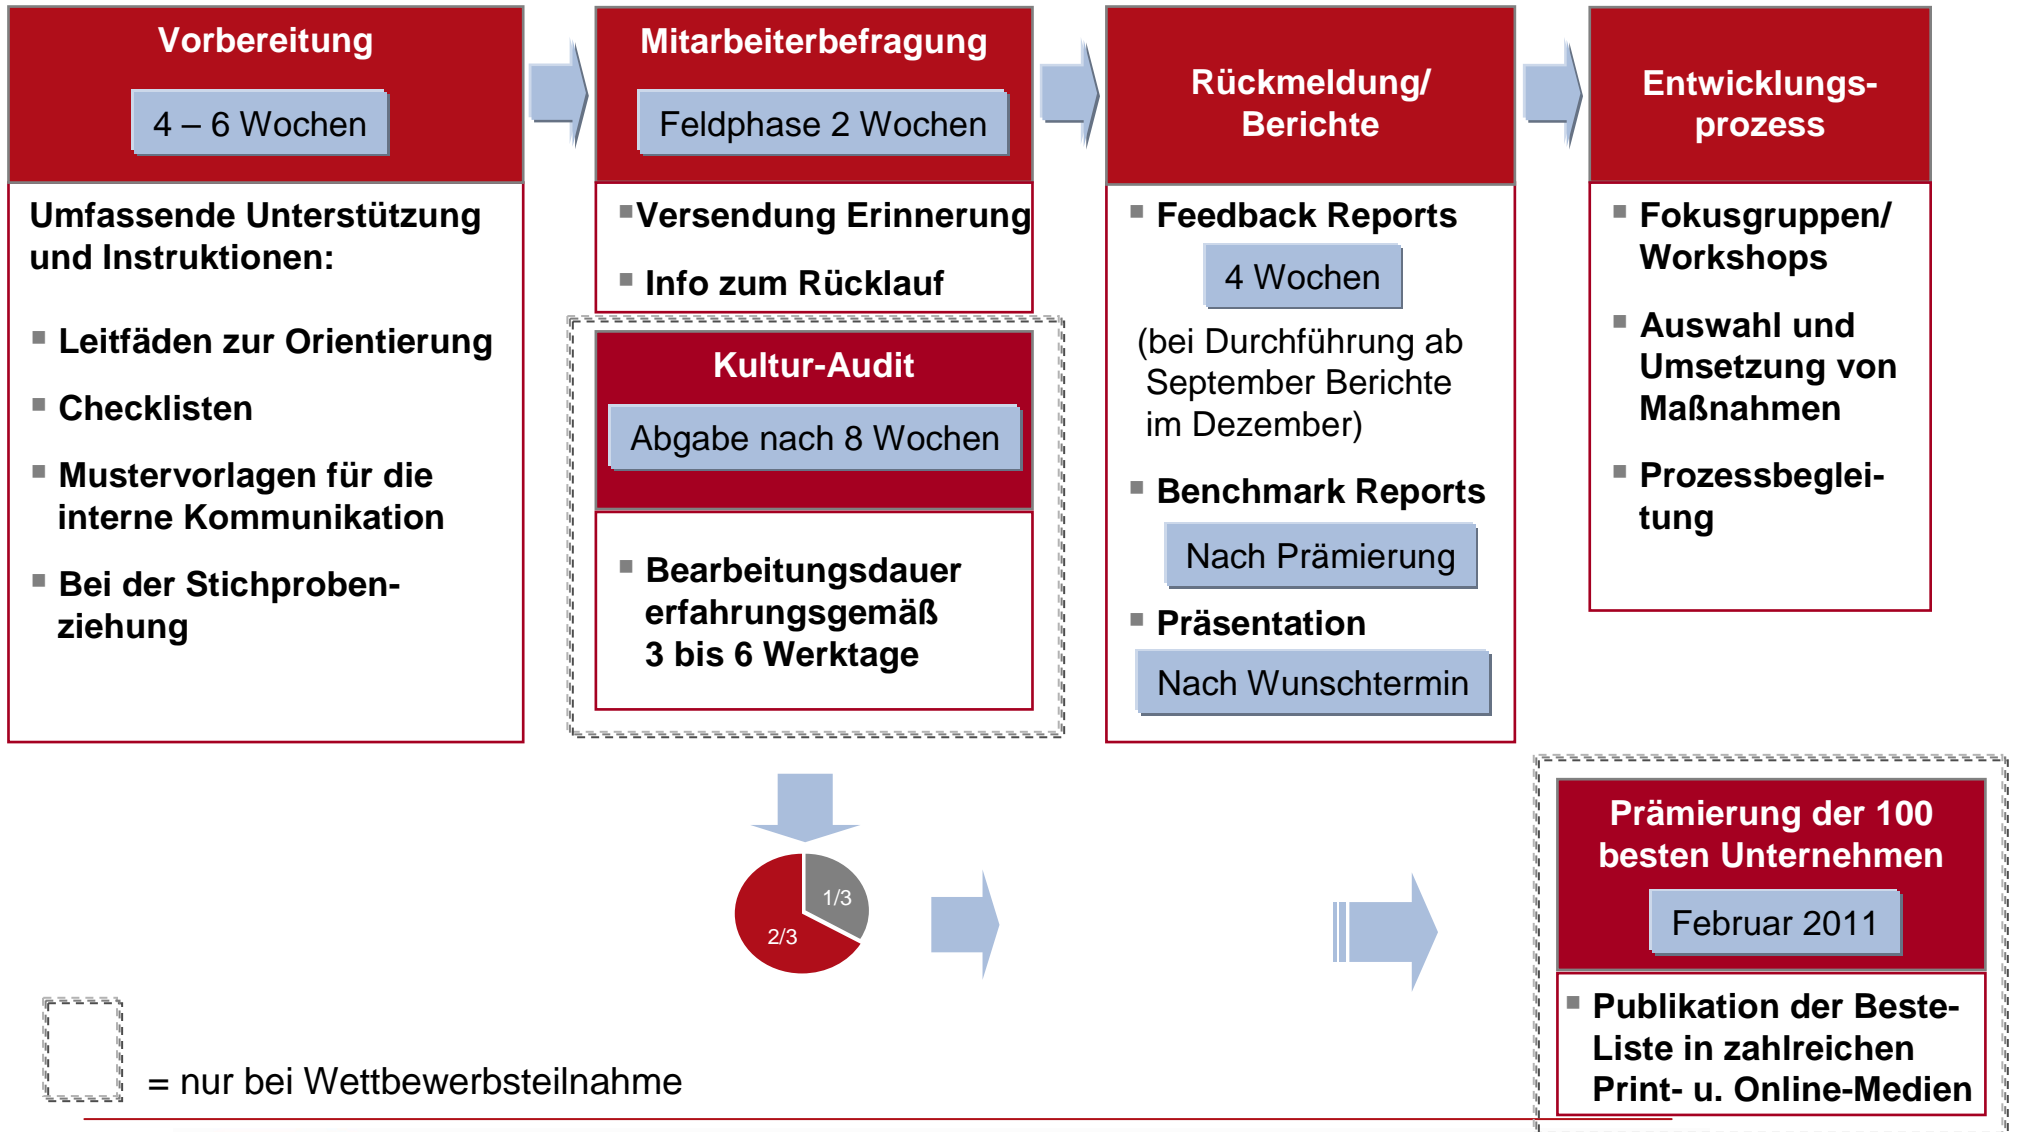 Vorbereitung
4 – 6 Wochen
Umfassende Unterstützung
und Instruktionen:
▪ Leitfäden zur Orientierung
▪ Checklisten
▪ Mustervorlagen für die
interne Kommunikation
▪ Bei der Stichproben-
ziehung
Mitarbeiterbefragung
Feldphase 2 Wochen
▪Versendung Erinnerung
▪ Info zum Rücklauf
Kultur-Audit
Abgabe nach 8 Wochen
▪ Bearbeitungsdauer
erfahrungsgemäß
3 bis 6 Werktage
Rückmeldung/
Berichte
▪ Feedback Reports
4 Wochen
(bei Durchführung ab
September Berichte
im Dezember)
▪ Benchmark Reports
Nach Prämierung
▪ Präsentation
Nach Wunschtermin
Entwicklungs-
prozess
▪ Fokusgruppen/
Workshops
▪ Auswahl und
Umsetzung von
Maßnahmen
▪ Prozessbeglei-
tung
1/3
2/3
Prämierung der 100
besten Unternehmen
Februar 2011
▪ Publikation der Beste-
Liste in zahlreichen
Print- u. Online-Medien
= nur bei Wettbewerbsteilnahme